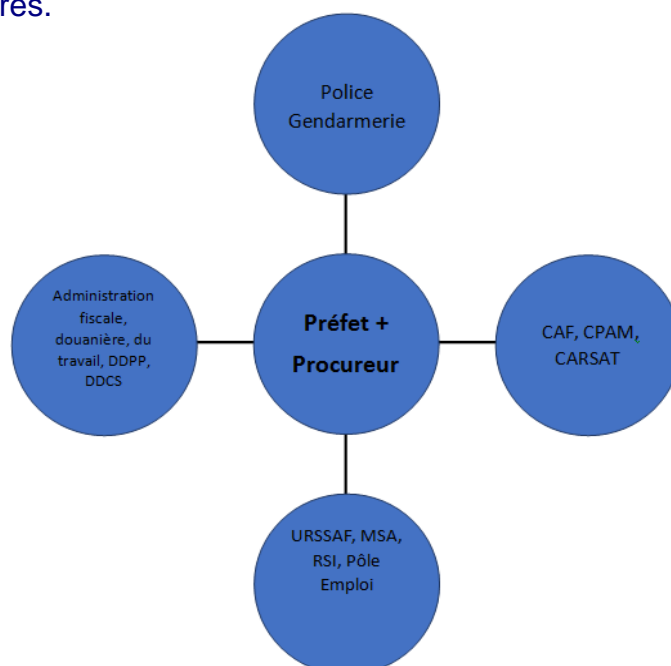 res.
Police
Gendarmerie
Administration
fiscale,
douanière, du
travail, DDPP,
DDCS
Préfet +
Procureur
CAF, CPAM,
CARSAT
URSSAF, MSA,
RSI, Pôle
Emploi